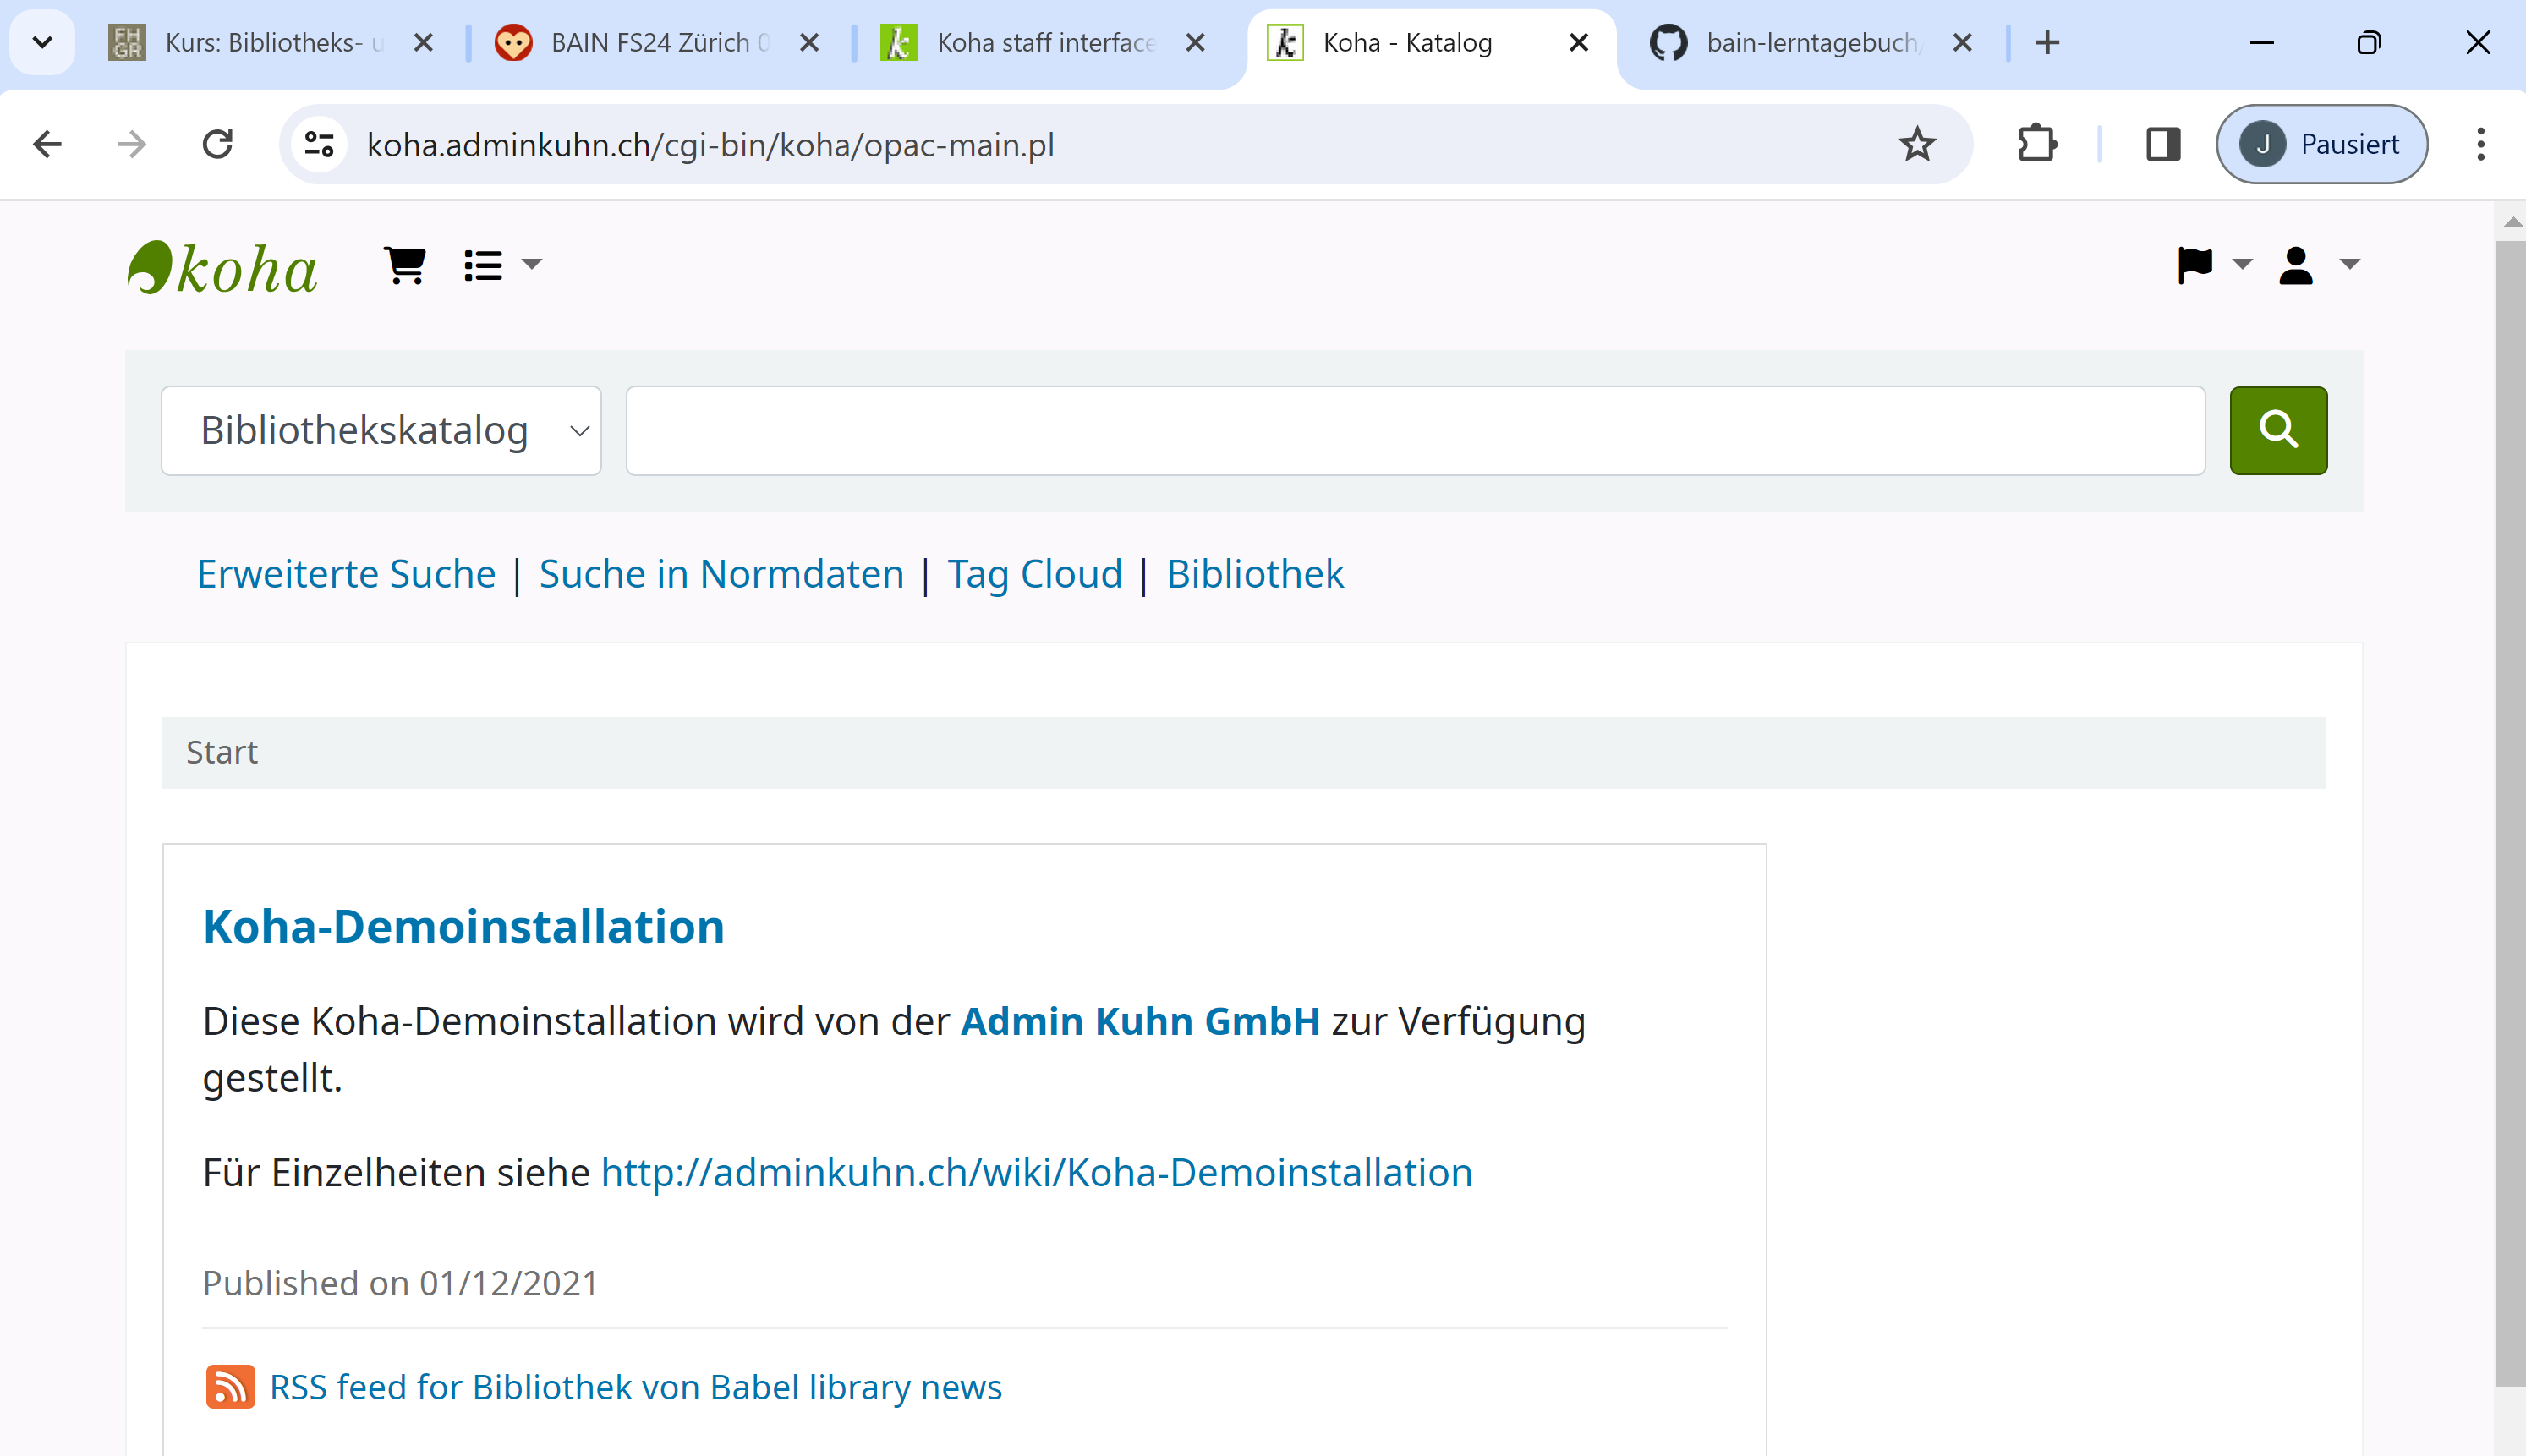 FH
GR
Kurs: Bibliotheks- u
BAIN FS24 Zürich 0
Koha staff interface
Koha - Katalog
bain-lerntagebuch/
koha.adminkuhn.ch/cgi-bin/koha/opac-main.pl
J
Pausiert
koha
Bibliothekskatalog
Erweiterte Suche | Suche in Normdaten | Tag Cloud | Bibliothek
Start
Koha-Demoinstallation
Diese Koha-Demoinstallation wird von der Admin Kuhn GmbH zur Verfügung
gestellt.
Für Einzelheiten siehe http://adminkuhn.ch/wiki/Koha-Demoinstallation
Published on 01/12/2021
RSS feed for Bibliothek von Babel library news